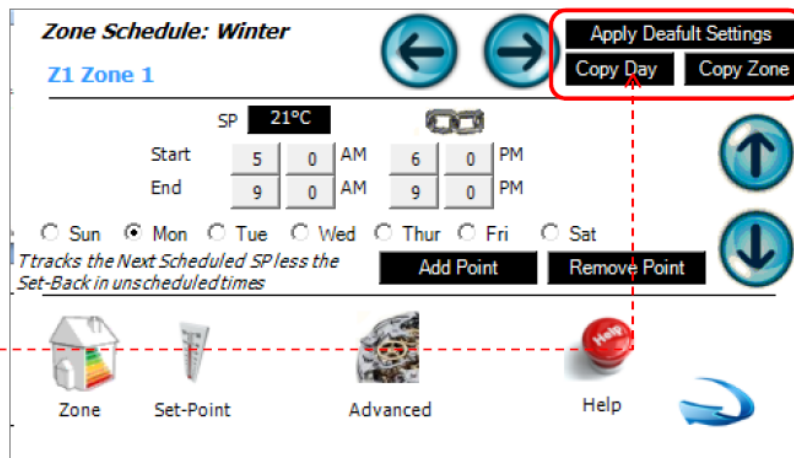 Zone Schedule: Winter
Apply Deafult Settings
Copy Day Copy Zone
Z1 Zone 1
SP 21°C
Start 5 0 AM 6 0 PM
End 9 0 AM 9 0 PM
Sun Mon Tue Wed Thur Fri Sat
Ttracks the Next Scheduled SP less the
Set-Back in unscheduled times
Add Point Remove Point
Help
Zone Set-Point Advanced Help